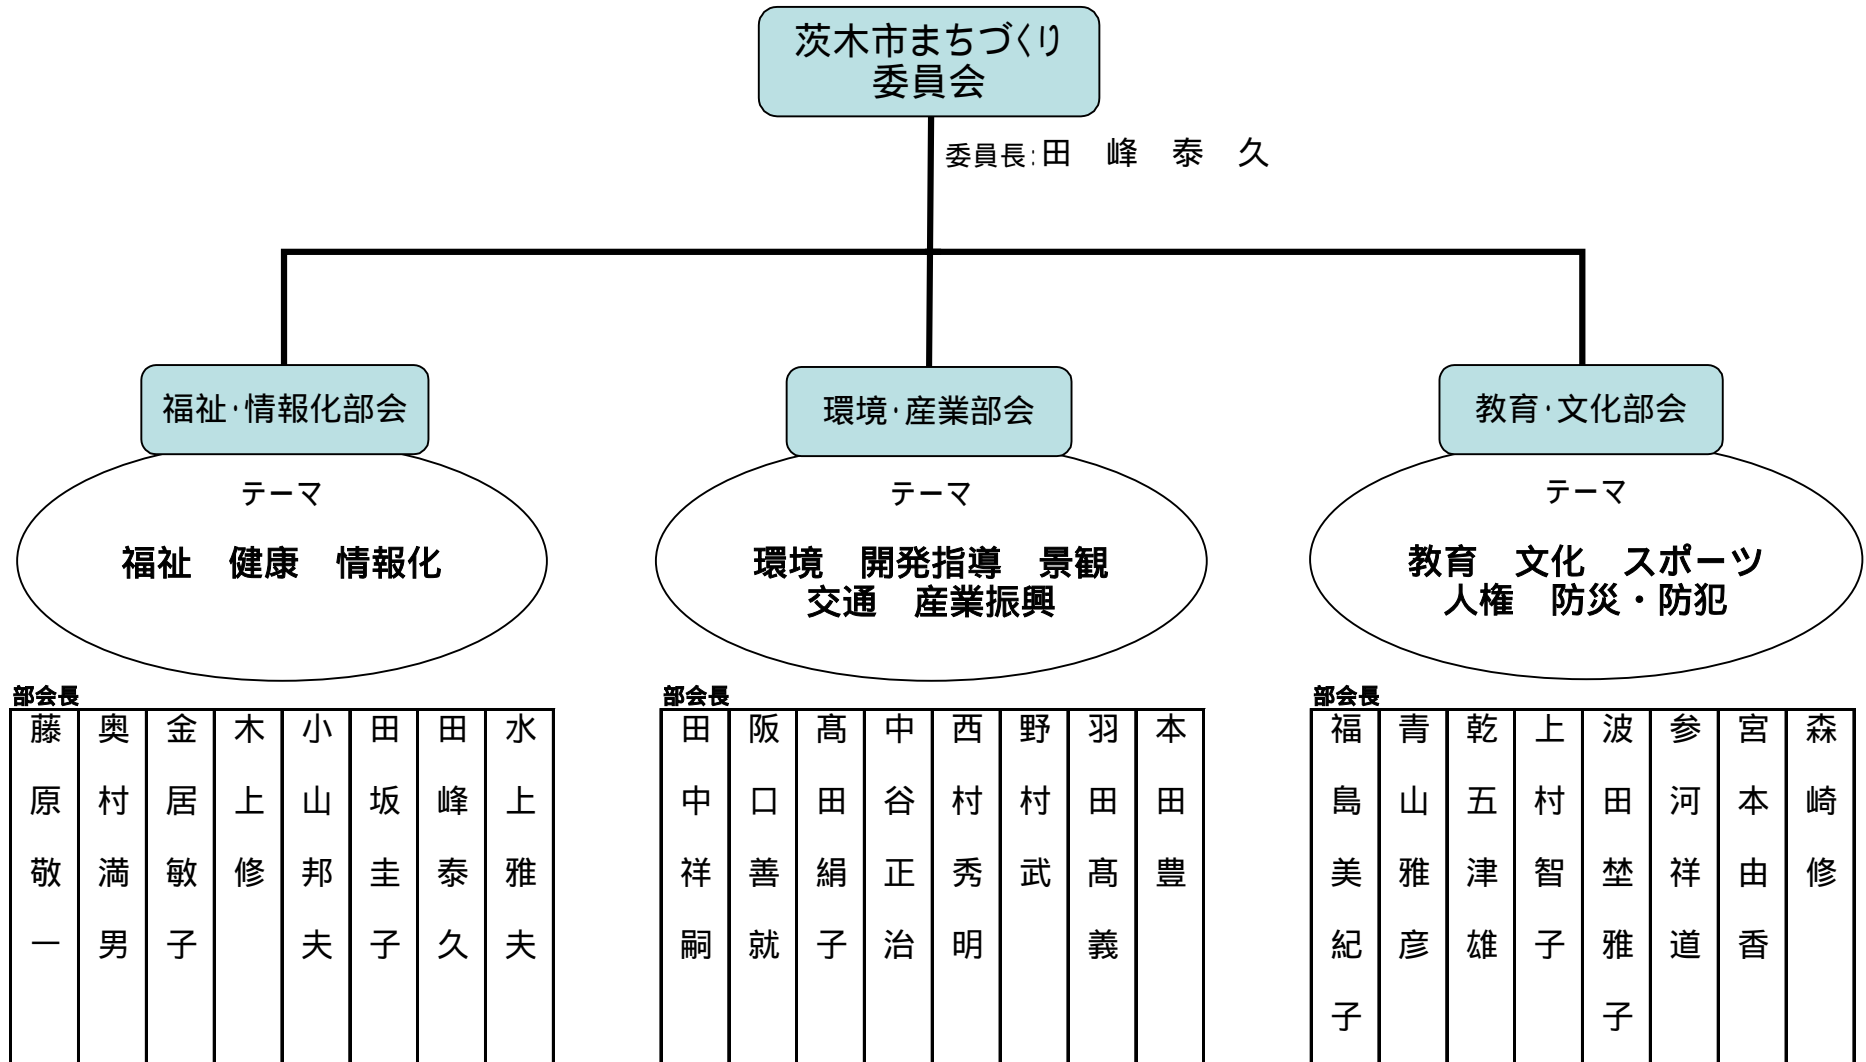 茨木市まちづくり
委員会
委員長:田　峰　泰　久
福祉・情報化部会
テーマ
福祉　健康　情報化
部会長
藤原敬一
奥村満男
金居敏子
木上修
小山邦夫
田坂圭子
田峰泰久
水上雅夫
環境・産業部会
テーマ
環境　開発指導　景観
交通　産業振興
部会長
田中祥嗣
阪口善就
髙田絹子
中谷正治
西村秀明
野村武
羽田髙義
本田豊
教育・文化部会
テーマ
教育　文化　スポーツ
人権　防災・防犯
部会長
福島美紀子
青山雅彦
乾五津雄
上村智子
波田埜雅子
参河祥道
宮本由香
森崎修